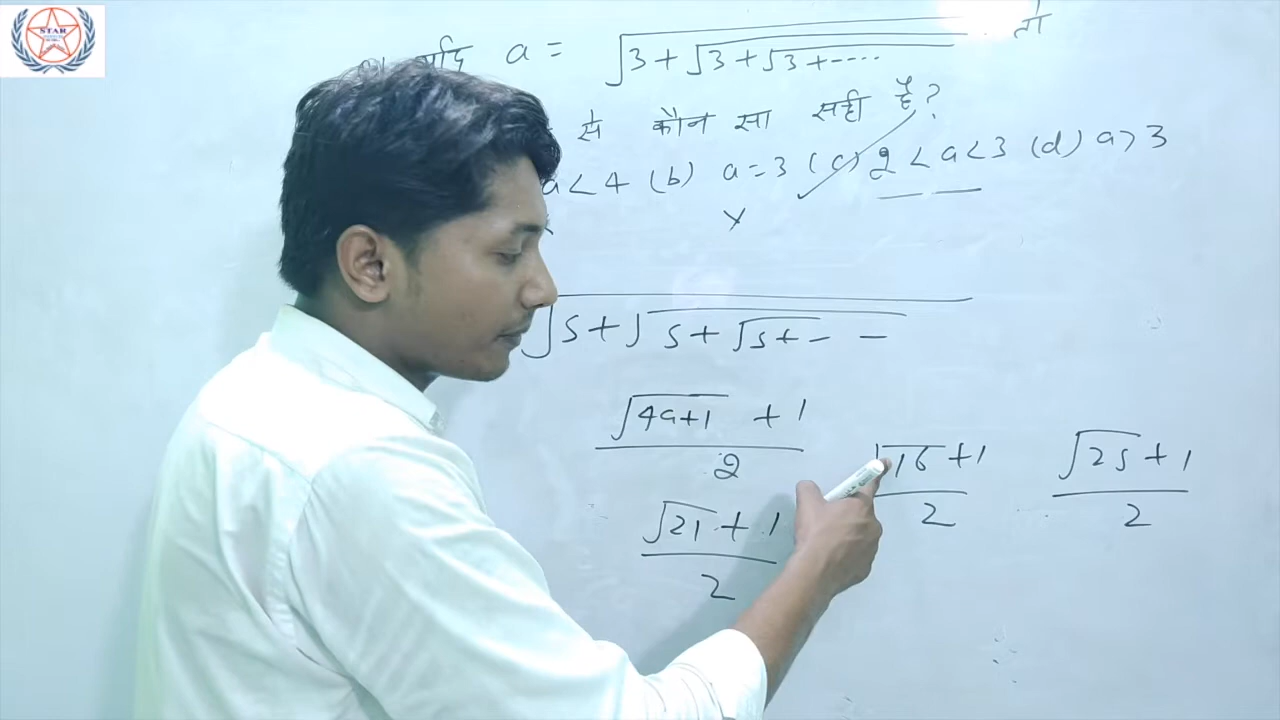 STAR
यदि a = √3+√3+√3+---- तो
से कौन सा सही है?
a<4 (b) a=3 (c) 2<a<3 (d) a>3
√5+√5+√5+- -
√4a+1 + 1
2
√16 +1
2
√25 + 1
2
√21 + 1
2